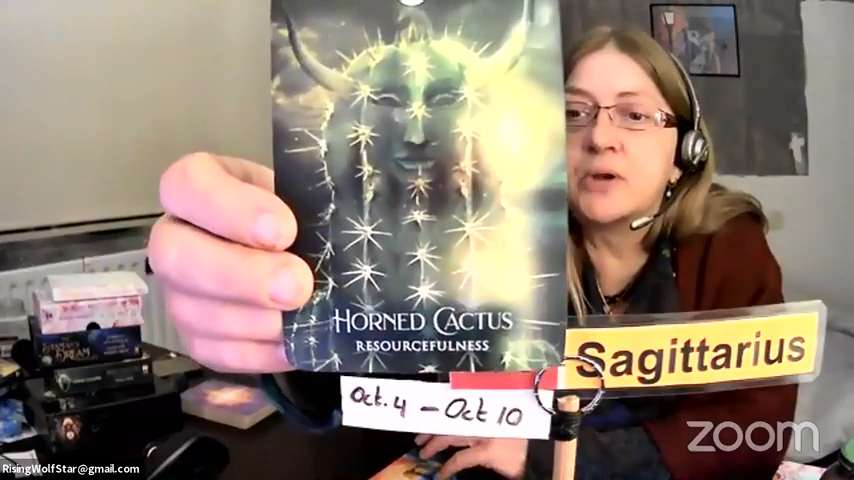 HORNED CACTUS
RESOURCEFULNESS
Sagittarius
Oct. 4 - Oct 10
zoom
RisingWolfStar@gmail.com